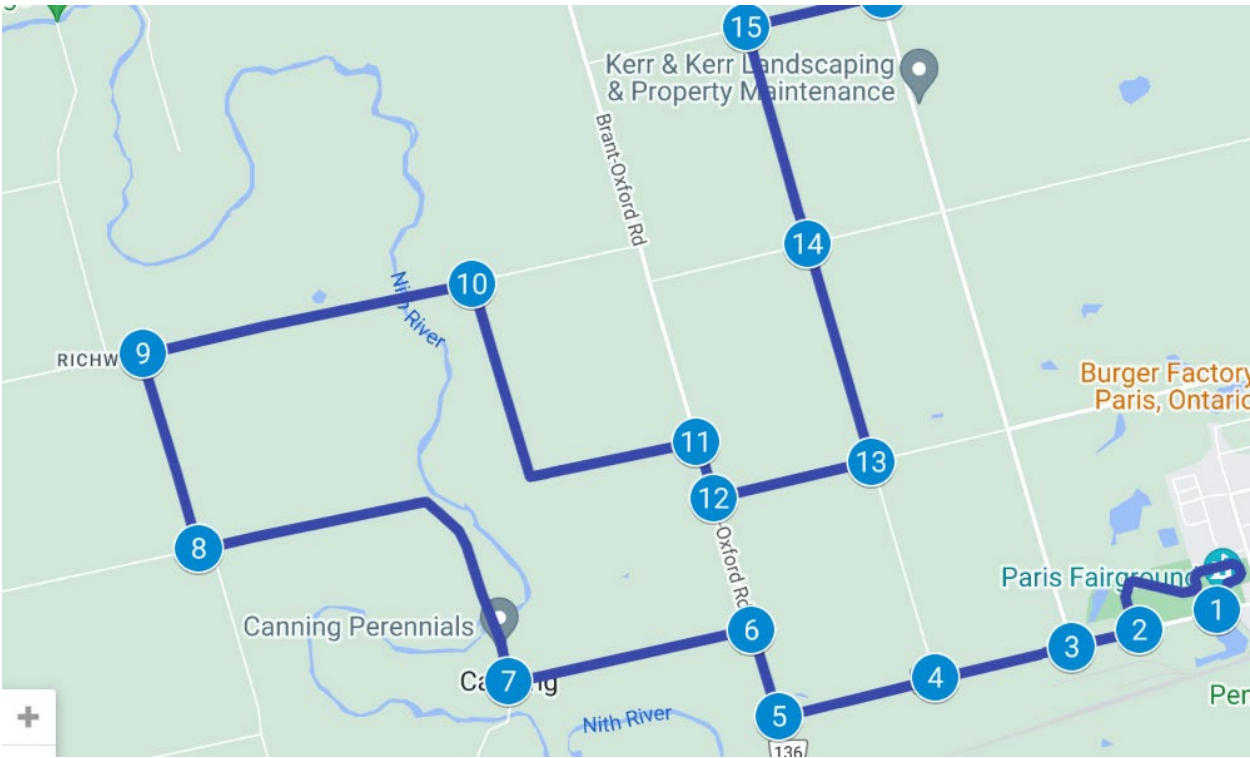 15
Kerr & Kerr Landscaping
& Property Maintenance
Brant-Oxford Rd
14
10
Nith River
9
RICHW
Burger Factory
Paris, Ontario
11
13
12
-Oxford Rd
8
Paris Fairground
1
Canning Perennials
6
2
3
7
4
Per
5
Nith River
136
+